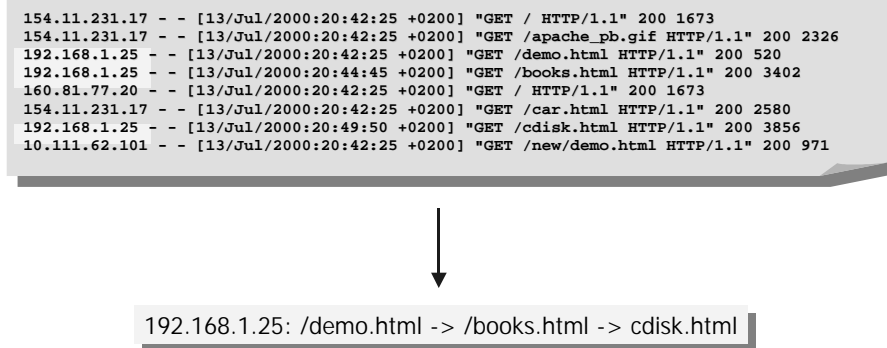 154.11.231.17 - - [13/Jul/2000:20:42:25 +0200] "GET / HTTP/1.1" 200 1673
154.11.231.17 - - [13/Jul/2000:20:42:25 +0200] "GET /apache_pb.gif HTTP/1.1" 200 2326
192.168.1.25 - - [13/Jul/2000:20:42:25 +0200] "GET /demo.html HTTP/1.1" 200 520
192.168.1.25 - - [13/Jul/2000:20:44:45 +0200] "GET /books.html HTTP/1.1" 200 3402
160.81.77.20 - - [13/Jul/2000:20:42:25 +0200] "GET / HTTP/1.1" 200 1673
154.11.231.17 - - [13/Jul/2000:20:42:25 +0200] "GET /car.html HTTP/1.1" 200 2580
192.168.1.25 - - [13/Jul/2000:20:49:50 +0200] "GET /cdisk.html HTTP/1.1" 200 3856
10.111.62.101 - - [13/Jul/2000:20:42:25 +0200] "GET /new/demo.html HTTP/1.1" 200 971
192.168.1.25: /demo.html -> /books.html -> cdisk.html